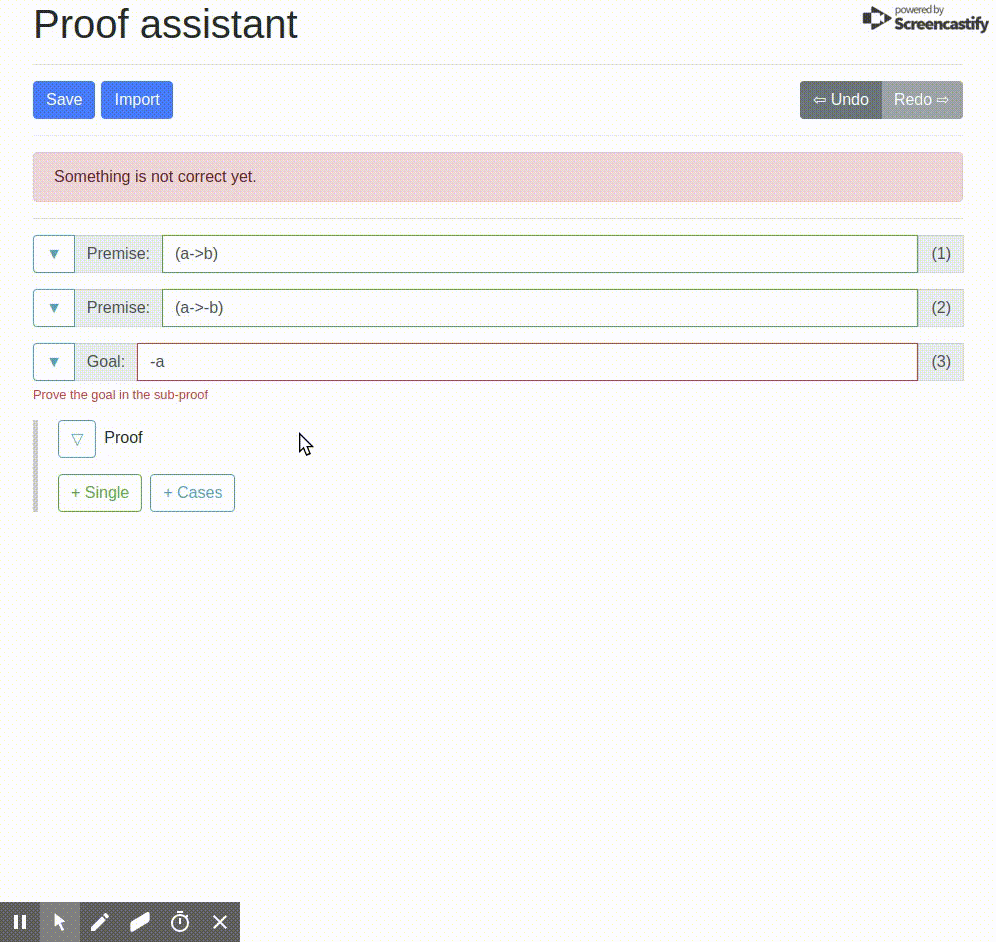 Proof assistant
powered by
Screencastify
Save Import ⇦ Undo Redo ⇨
Something is not correct yet.
▼ Premise: (a->b) (1)
▼ Premise: (a->-b) (2)
▼ Goal: -a (3)
Prove the goal in the sub-proof
▽ Proof
+ Single + Cases